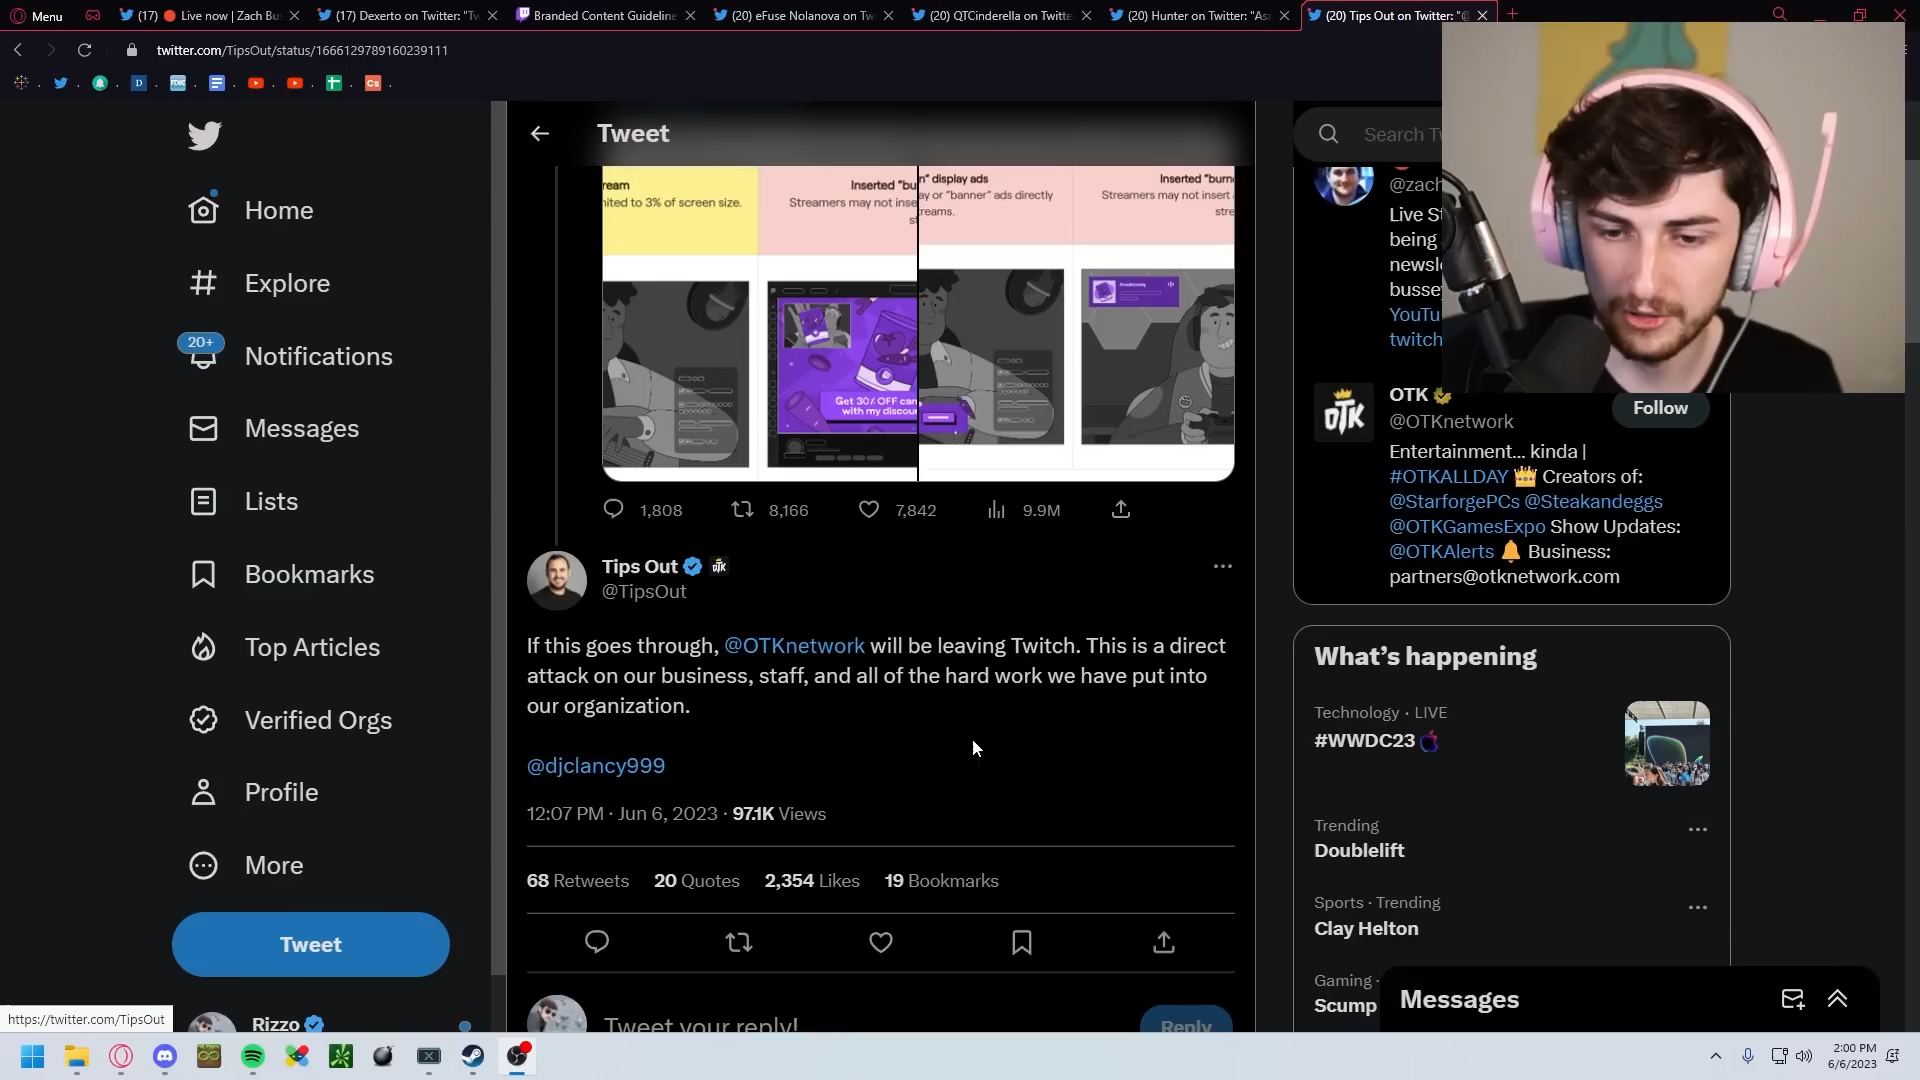 Menu
(17) 🔴 Live now | Zach Bu
(17) Dexerto on Twitter: "Tw
Branded Content Guideline
(20) eFuse Nolanova on Tw
(20) QTCinderella on Twitte
(20) Hunter on Twitter: "As
(20) Tips Out on Twitter: "@
twitter.com/TipsOut/status/1666129789160239111
Home
Explore
20+
Notifications
Messages
Lists
Bookmarks
Top Articles
Verified Orgs
Profile
More
Tweet
Rizzo
https://twitter.com/TipsOut
Tweet
ream
nited to 3% of screen size.
Inserted "bu
Streamers may not inse
n" display ads
ay or "banner" ads directly
reams.
Inserted "burn
Streamers may not insert
stre
Get 30% OFF can
with my discou
1,808 8,166 7,842 9.9M
Tips Out
@TipsOut
If this goes through, @OTKnetwork will be leaving Twitch. This is a direct
attack on our business, staff, and all of the hard work we have put into
our organization.
@djclancy999
12:07 PM · Jun 6, 2023 · 97.1K Views
68 Retweets 20 Quotes 2,354 Likes 19 Bookmarks
Tweet your reply!
Reply
Search Tw
@zach
Live St
being
newsle
busse
YouTu
twitch
OTK
@OTKnetwork
Follow
Entertainment... kinda |
#OTKALLDAY 👑 Creators of:
@StarforgePCs @Steakandeggs
@OTKGamesExpo Show Updates:
@OTKAlerts 🔔 Business:
partners@otknetwork.com
What's happening
Technology · LIVE
#WWDC23
Trending
Doublelift
Sports · Trending
Clay Helton
Gaming ·
Scump
Messages
2:00 PM
6/6/2023